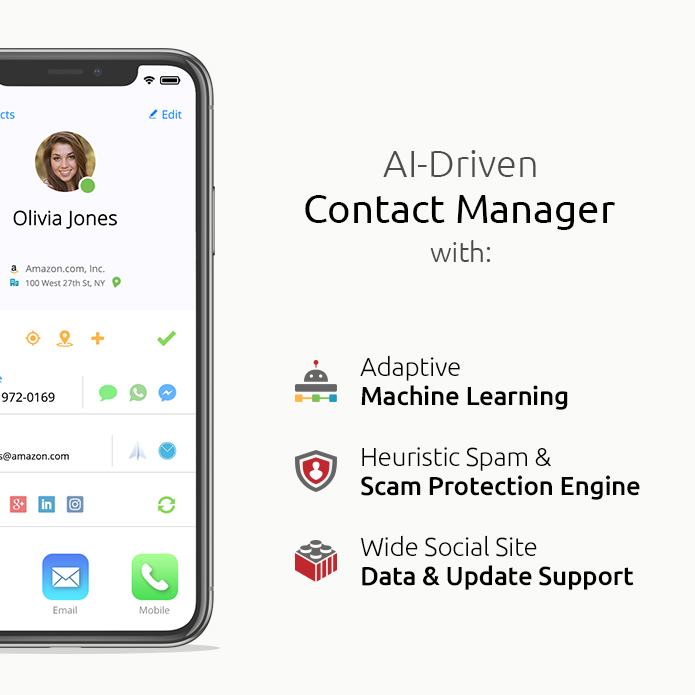 cts
Edit
Olivia Jones
Amazon.com, Inc.
100 West 27th St, NY
972-0169
s@amazon.com
Email
Mobile
AI-Driven
Contact Manager
with:
Adaptive
Machine Learning
Heuristic Spam &
Scam Protection Engine
Wide Social Site
Data & Update Support